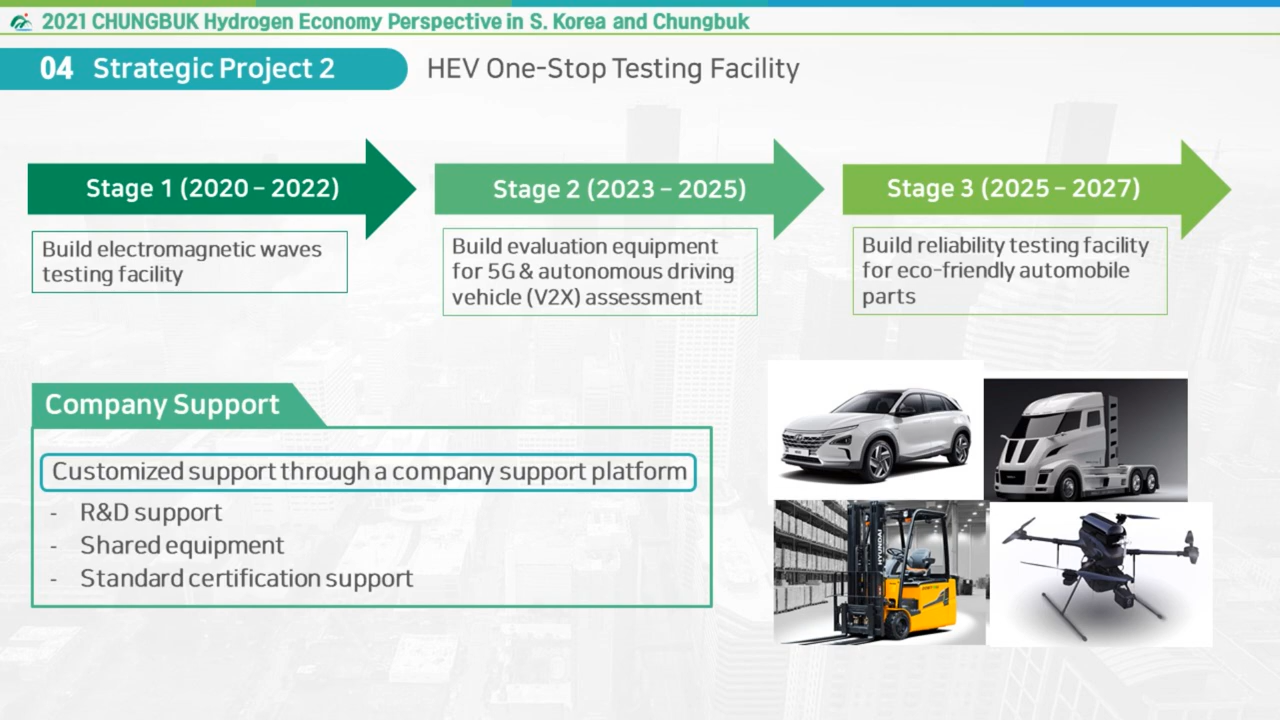 2021 CHUNGBUK Hydrogen Economy Perspective in S. Korea and Chungbuk
04 Strategic Project 2
HEV One-Stop Testing Facility
Stage 1 (2020 – 2022)
Build electromagnetic waves
testing facility
Stage 2 (2023 – 2025)
Build evaluation equipment
for 5G & autonomous driving
vehicle (V2X) assessment
Stage 3 (2025 – 2027)
Build reliability testing facility
for eco-friendly automobile
parts
Company Support
Customized support through a company support platform
- R&D support
- Shared equipment
- Standard certification support
HYUNDAI